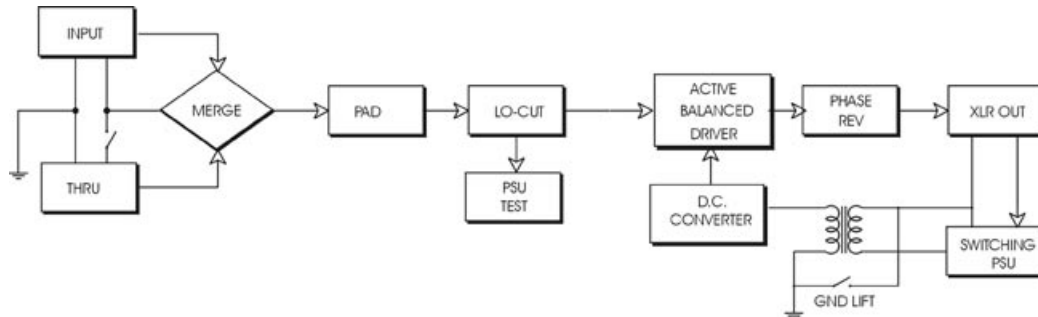 INPUT
MERGE
THRU
PAD
LO-CUT
PSU
TEST
ACTIVE
BALANCED
DRIVER
PHASE
REV
XLR OUT
D.C.
CONVERTER
SWITCHING
PSU
GND LIFT